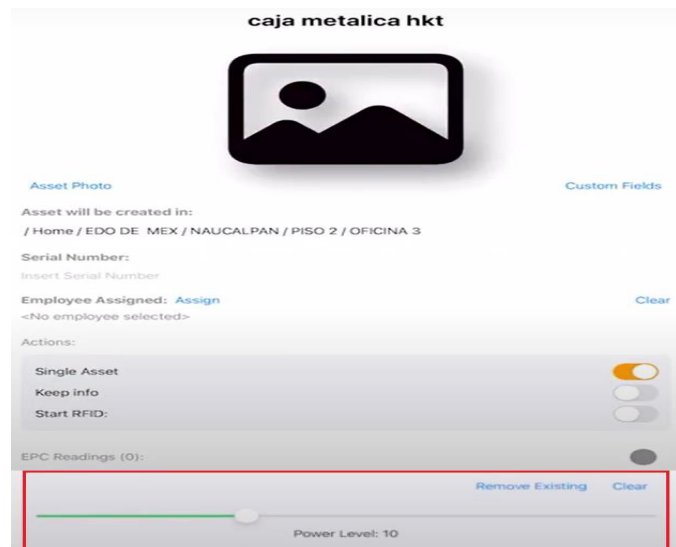 caja metalica hkt
Asset Photo Custom Fields
Asset will be created in:
/ Home / EDO DE MEX / NAUCALPAN / PISO 2 / OFICINA 3
Serial Number:
Insert Serial Number
Employee Assigned: Assign Clear
<No employee selected>
Actions:
Single Asset
Keep info
Start RFID:
EPC Readings (0):
Remove Existing Clear
Power Level: 10